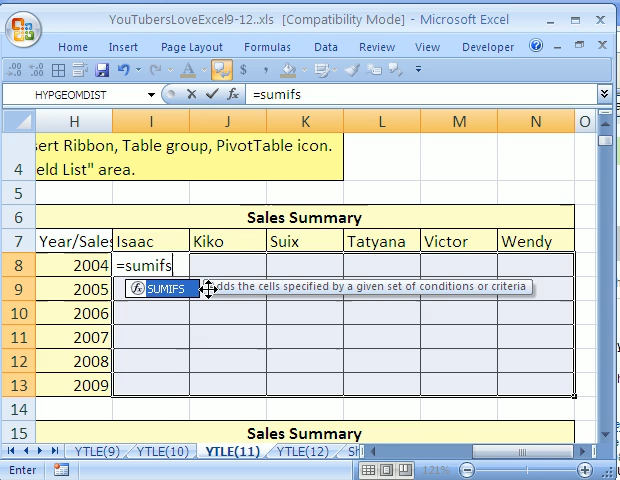 YouTubersLoveExcel9-12..xls [Compatibility Mode] - Microsoft Excel
Home Insert Page Layout Formulas Data Review View Developer
HYPGEOMDIST fx =sumifs
H I J K L M N O
sert Ribbon, Table group, PivotTable icon.
4 eld List" area.
5
6 Sales Summary
7 Year/Sales Isaac Kiko Suix Tatyana Victor Wendy
8 2004 =sumifs
9 2005 fx SUMIFS dds the cells specified by a given set of conditions or criteria
10 2006
11 2007
12 2008
13 2009
14
15 Sales Summary
YTLE(9) YTLE(10) YTLE(11) YTLE(12) Sh
Enter 121%